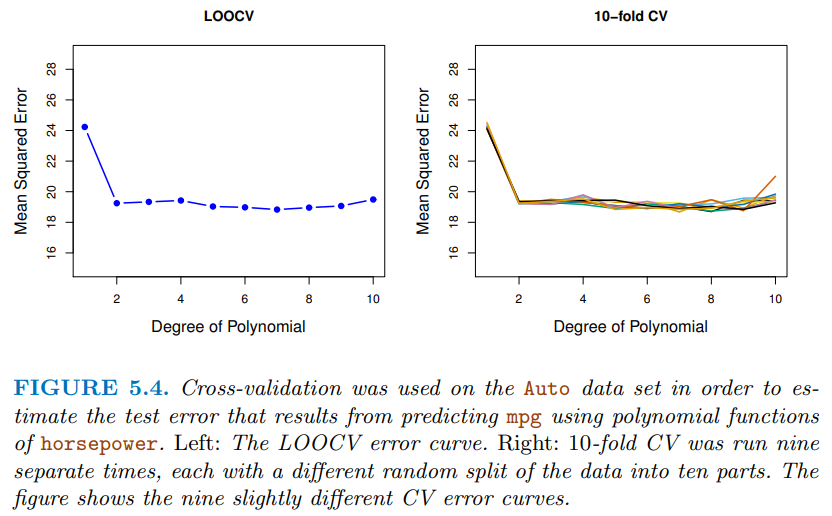 LOOCV
28
26
24
22
20
18
16
Mean Squared Error
2 4 6 8 10
Degree of Polynomial
10−fold CV
28
26
24
22
20
18
16
Mean Squared Error
2 4 6 8 10
Degree of Polynomial
FIGURE 5.4. Cross-validation was used on the Auto data set in order to es-
timate the test error that results from predicting mpg using polynomial functions
of horsepower. Left: The LOOCV error curve. Right: 10-fold CV was run nine
separate times, each with a different random split of the data into ten parts. The
figure shows the nine slightly different CV error curves.